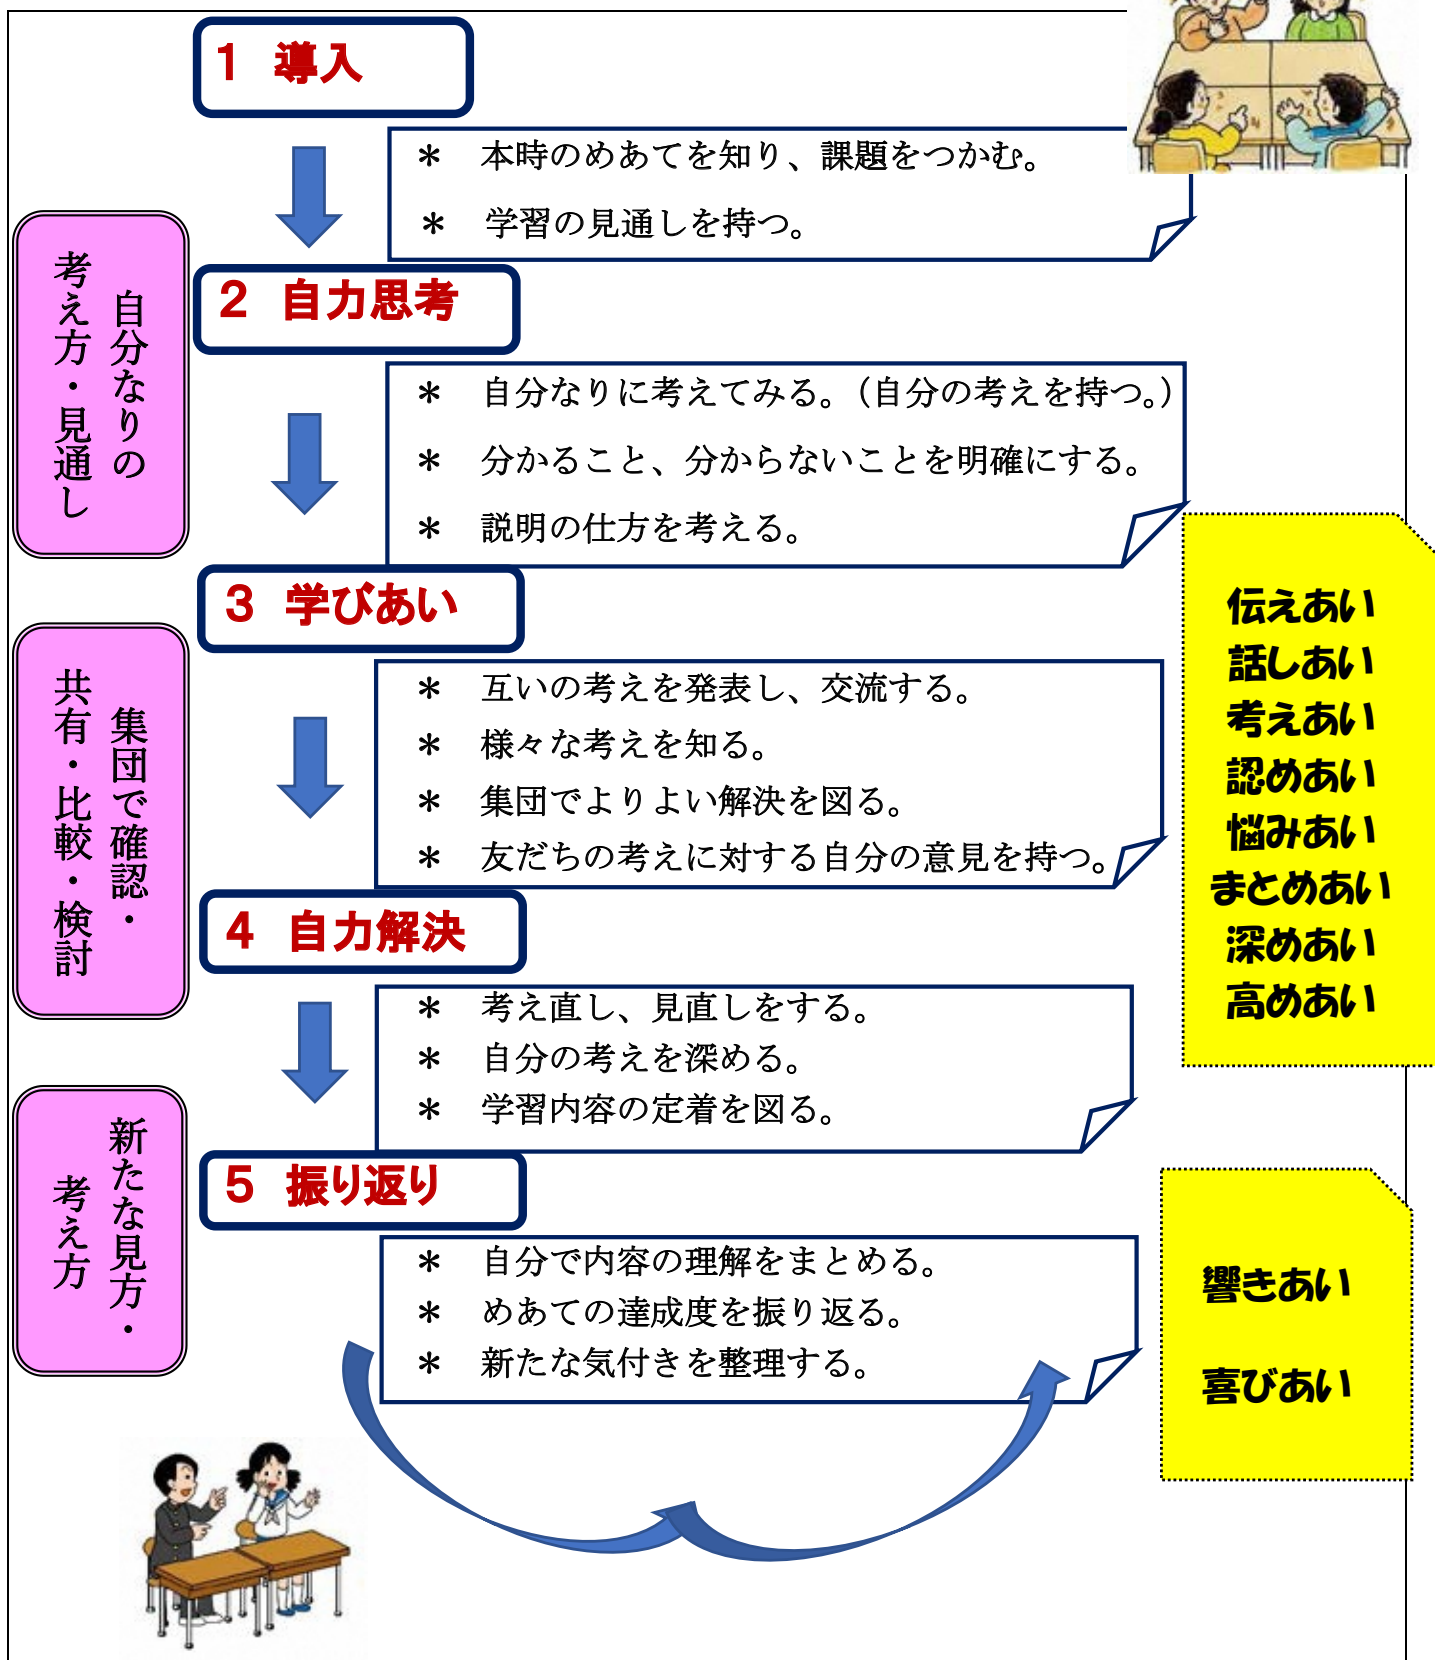 1 導入
＊ 本時のめあてを知り、課題をつかむ。
＊ 学習の見通しを持つ。
自分なりの
考え方・見通し
2 自力思考
＊ 自分なりに考えてみる。（自分の考えを持つ。）
＊ 分かること、分からないことを明確にする。
＊ 説明の仕方を考える。
3 学びあい
＊ 互いの考えを発表し、交流する。
＊ 様々な考えを知る。
＊ 集団でよりよい解決を図る。
＊ 友だちの考えに対する自分の意見を持つ。
集団で確認・
共有・比較・検討
伝えあい
話しあい
考えあい
認めあい
悩みあい
まとめあい
深めあい
高めあい
4 自力解決
＊ 考え直し、見直しをする。
＊ 自分の考えを深める。
＊ 学習内容の定着を図る。
新たな見方・
考え方
5 振り返り
＊ 自分で内容の理解をまとめる。
＊ めあての達成度を振り返る。
＊ 新たな気付きを整理する。
響きあい
喜びあい